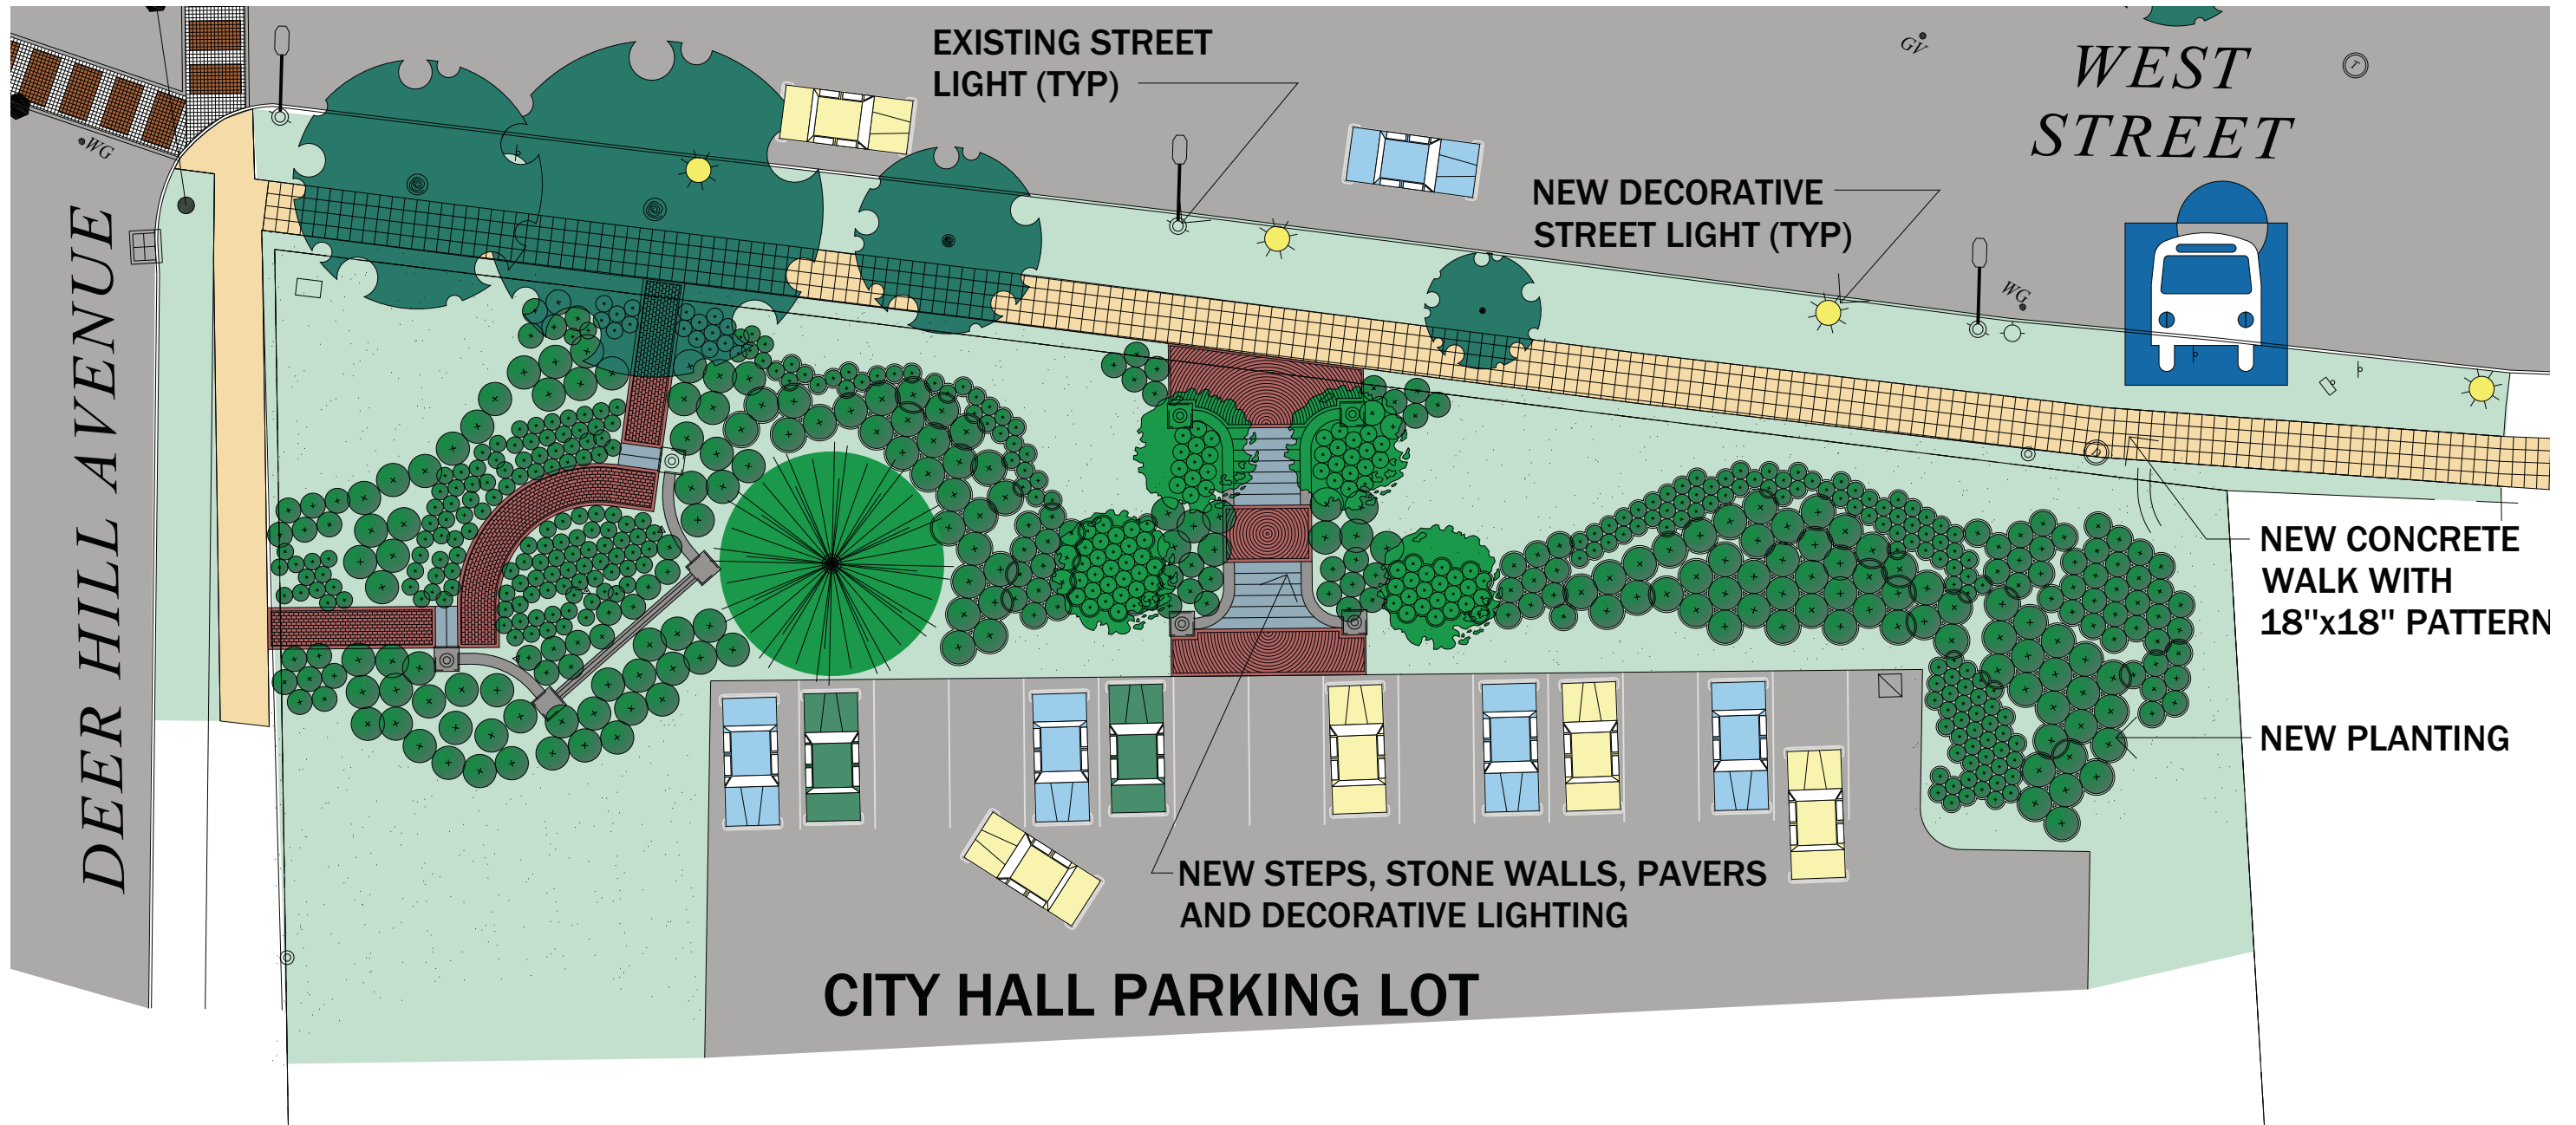 EXISTING STREET
LIGHT (TYP)
GV
WEST
STREET
T
WG
NEW DECORATIVE
STREET LIGHT (TYP)
DEER HILL AVENUE
WG
NEW CONCRETE
WALK WITH
18"x18" PATTERN
NEW PLANTING
NEW STEPS, STONE WALLS, PAVERS
AND DECORATIVE LIGHTING
CITY HALL PARKING LOT